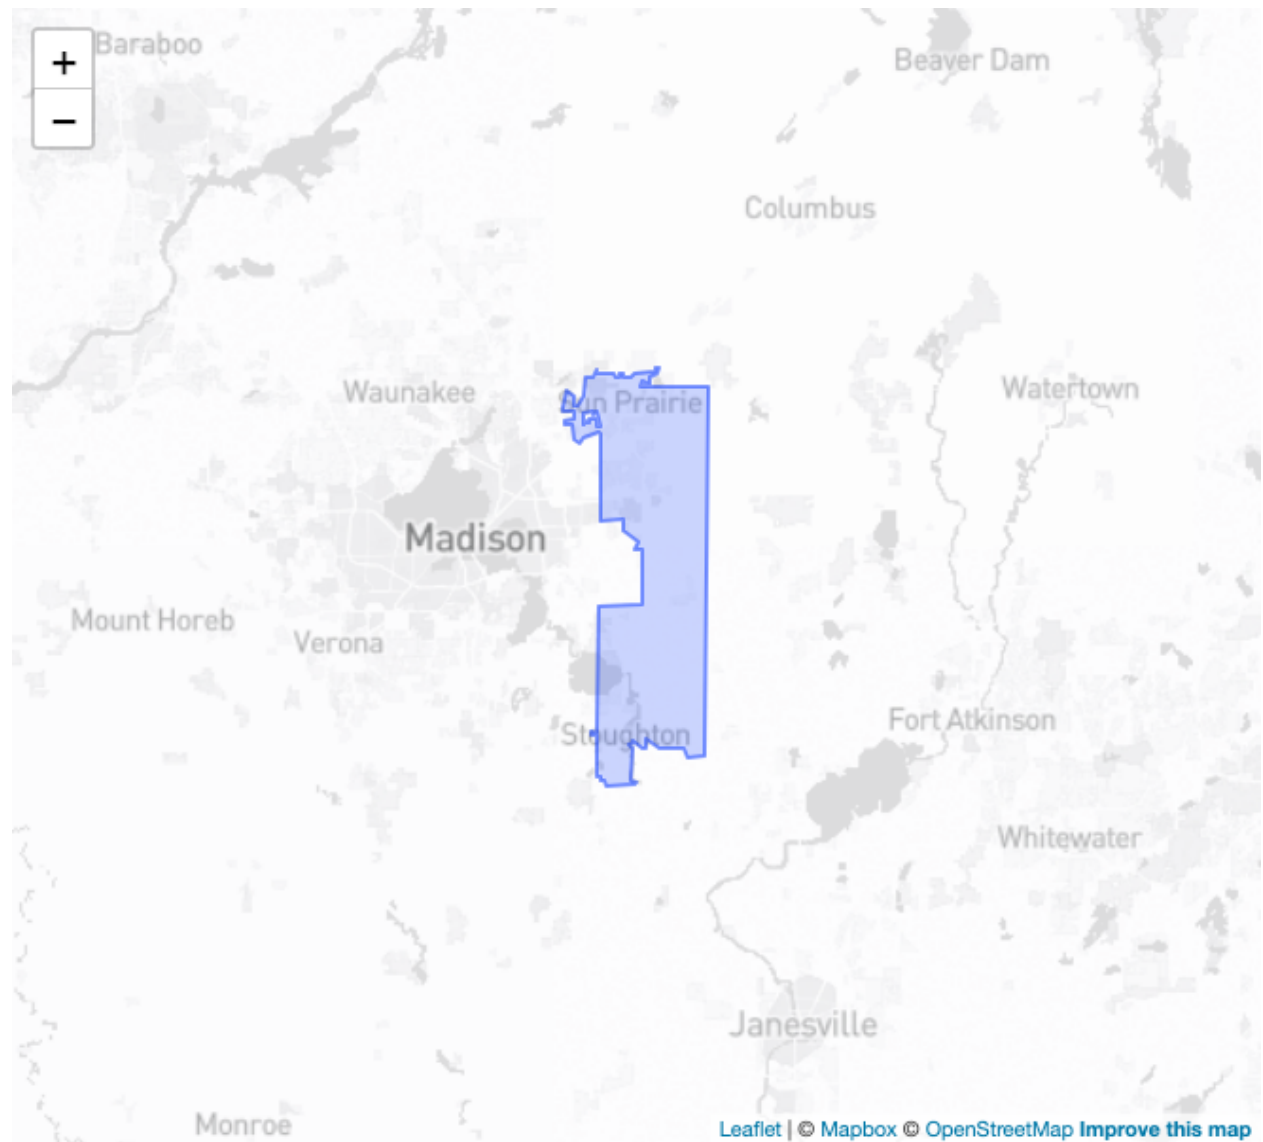 +
Baraboo
Beaver Dam
−
Columbus
Waunakee
Sun Prairie
Watertown
Madison
Mount Horeb
Verona
Stoughton
Fort Atkinson
Whitewater
Janesville
Monroe
Leaflet | © Mapbox © OpenStreetMap Improve this map